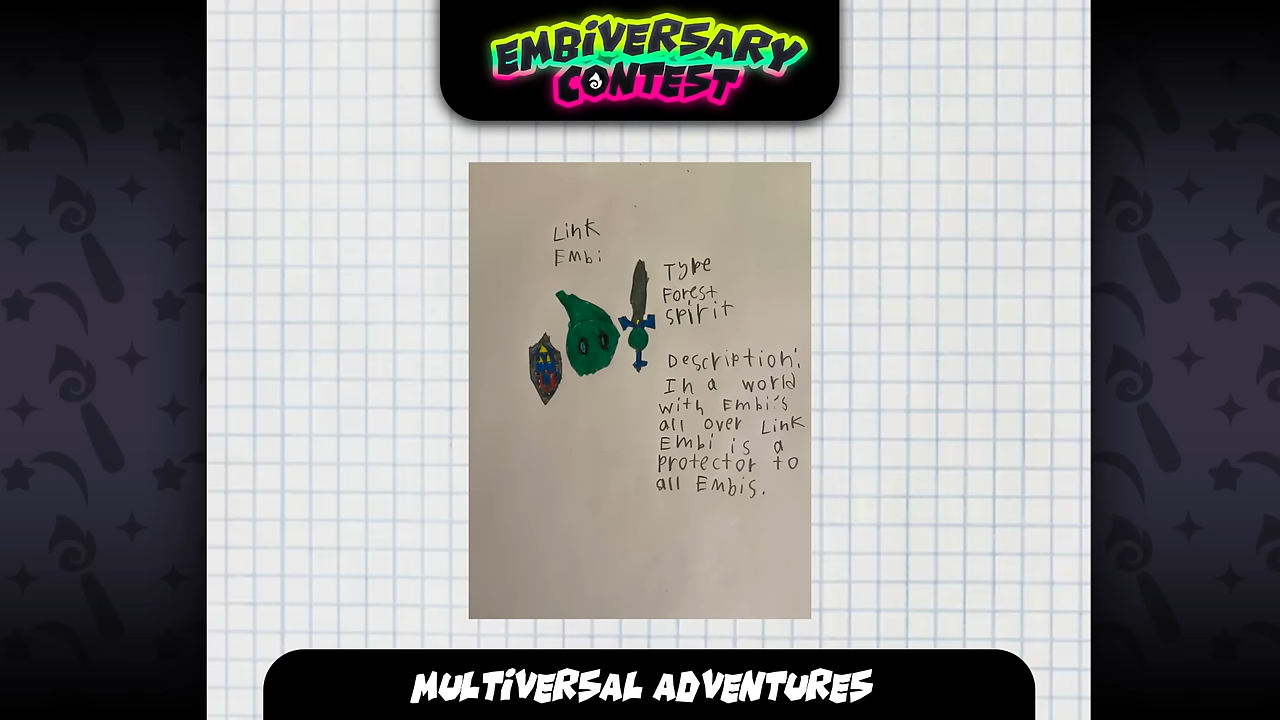 EMBIVERSARY
CONTEST
Link
Embi
Type
Forest
Spirit
Description:
In a world
with Embi's
all over Link
Embi is a
protector to
all Embis.
MULTIVERSAL ADVENTURES